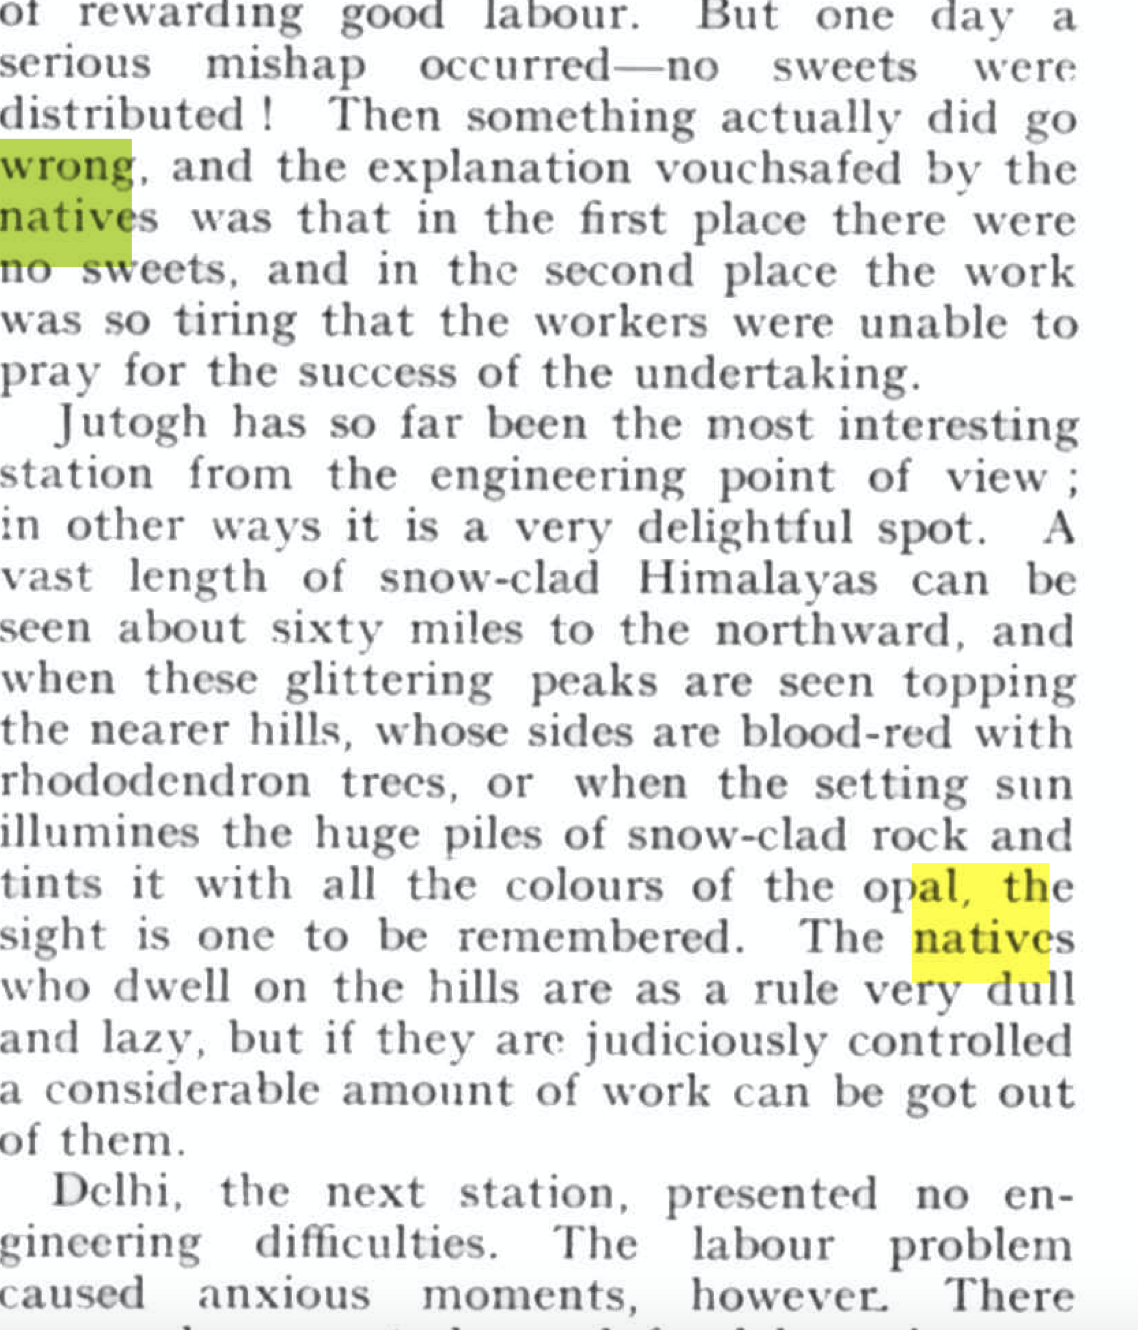 of rewarding good labour. But one day a
serious mishap occurred—no sweets were
distributed! Then something actually did go
wrong, and the explanation vouchsafed by the
natives was that in the first place there were
no sweets, and in the second place the work
was so tiring that the workers were unable to
pray for the success of the undertaking.
Jutogh has so far been the most interesting
station from the engineering point of view ;
in other ways it is a very delightful spot. A
vast length of snow-clad Himalayas can be
seen about sixty miles to the northward, and
when these glittering peaks are seen topping
the nearer hills, whose sides are blood-red with
rhododendron trees, or when the setting sun
illumines the huge piles of snow-clad rock and
tints it with all the colours of the opal, the
sight is one to be remembered. The natives
who dwell on the hills are as a rule very dull
and lazy, but if they are judiciously controlled
a considerable amount of work can be got out
of them.
Delhi, the next station, presented no en-
gineering difficulties. The labour problem
caused anxious moments, however. There